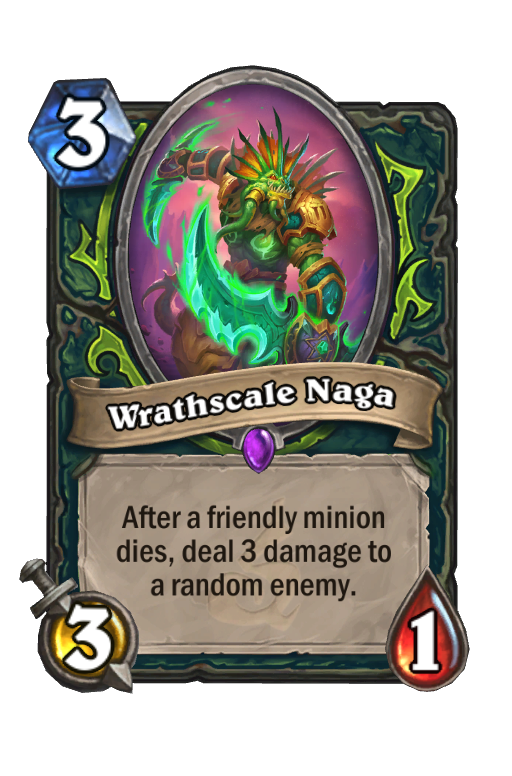 3
Wrathscale Naga
After a friendly minion
dies, deal 3 damage to
a random enemy.
3
1